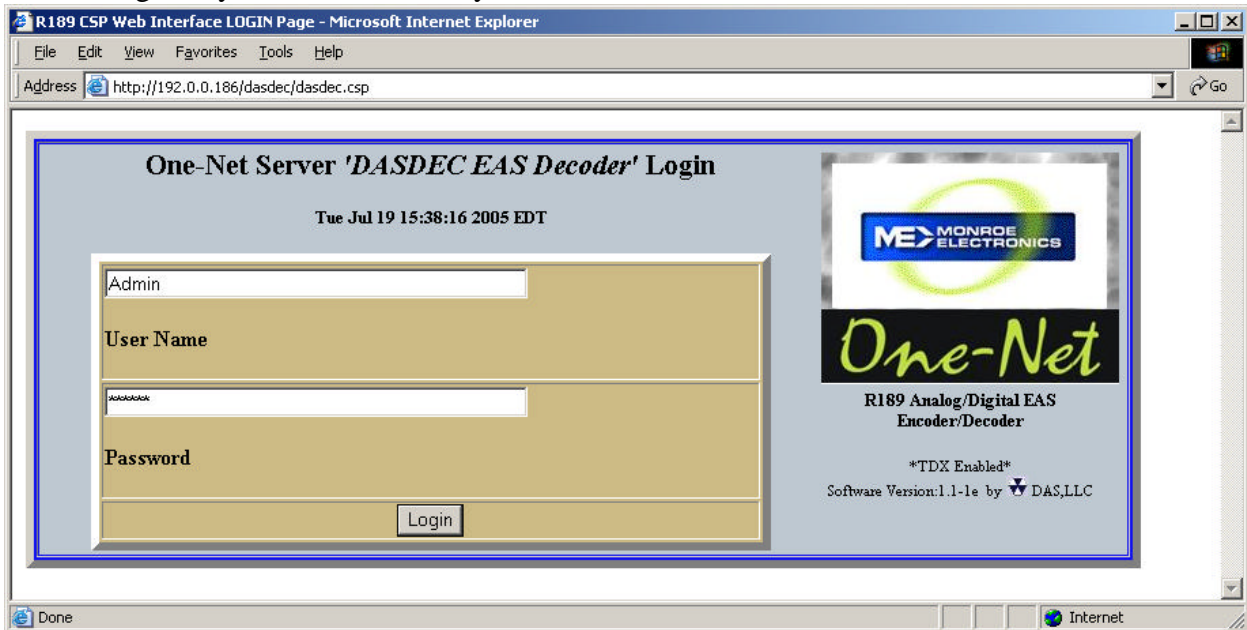 R189 CSP Web Interface LOGIN Page - Microsoft Internet Explorer
File Edit View Favorites Tools Help
Address http://192.0.0.186/dasdec/dasdec.csp Go
One-Net Server 'DASDEC EAS Decoder' Login
Tue Jul 19 15:38:16 2005 EDT
Admin
User Name
*******
Password
Login
ME MONROE
ELECTRONICS
One-Net
R189 Analog/Digital EAS
Encoder/Decoder
*TDX Enabled*
Software Version:1.1-1e by DAS,LLC
Done Internet